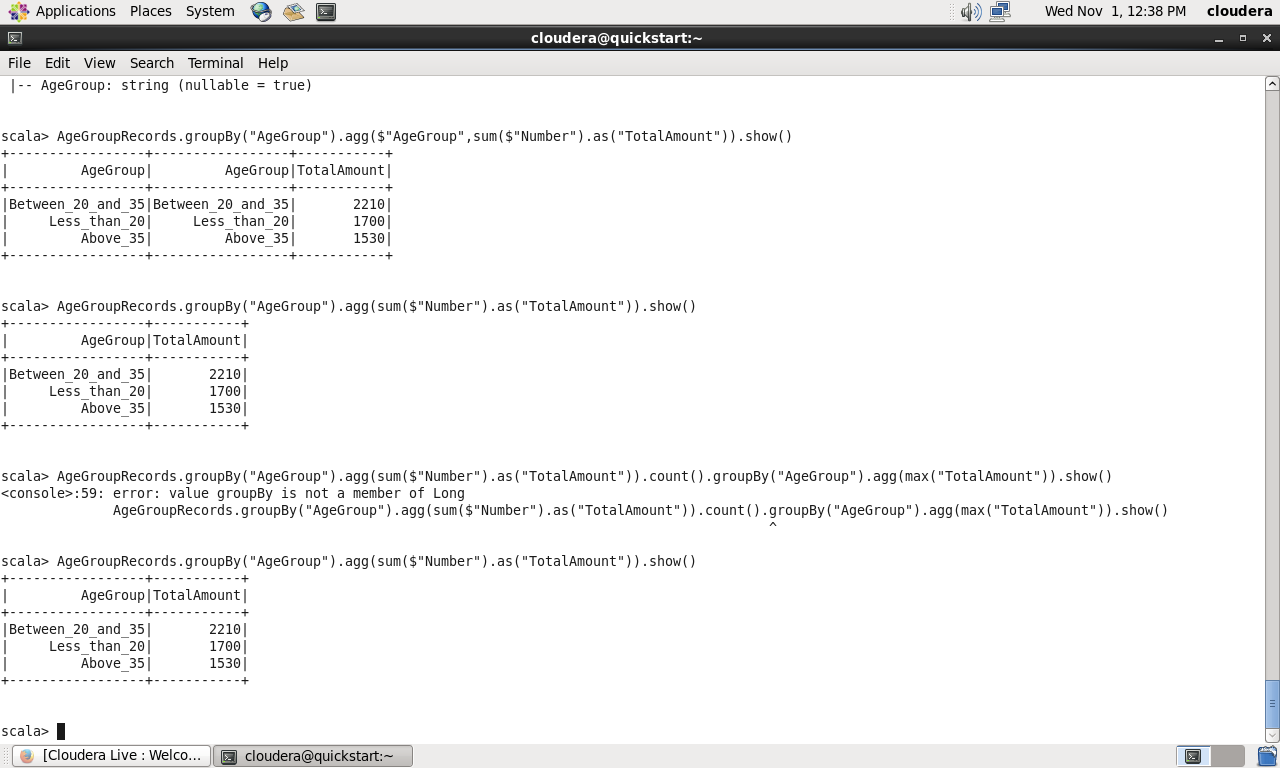 Applications Places System Wed Nov 1, 12:38 PM cloudera
cloudera@quickstart:~
File Edit View Search Terminal Help
 |-- AgeGroup: string (nullable = true)
scala> AgeGroupRecords.groupBy("AgeGroup").agg($"AgeGroup",sum($"Number").as("TotalAmount")).show()
+-----------------+-----------------+-----------+
|         AgeGroup|         AgeGroup|TotalAmount|
+-----------------+-----------------+-----------+
|Between_20_and_35|Between_20_and_35|       2210|
|     Less_than_20|     Less_than_20|       1700|
|         Above_35|         Above_35|       1530|
+-----------------+-----------------+-----------+
scala> AgeGroupRecords.groupBy("AgeGroup").agg(sum($"Number").as("TotalAmount")).show()
+-----------------+-----------+
|         AgeGroup|TotalAmount|
+-----------------+-----------+
|Between_20_and_35|       2210|
|     Less_than_20|       1700|
|         Above_35|       1530|
+-----------------+-----------+
scala> AgeGroupRecords.groupBy("AgeGroup").agg(sum($"Number").as("TotalAmount")).count().groupBy("AgeGroup").agg(max("TotalAmount")).show()
<console>:59: error: value groupBy is not a member of Long
              AgeGroupRecords.groupBy("AgeGroup").agg(sum($"Number").as("TotalAmount")).count().groupBy("AgeGroup").agg(max("TotalAmount")).show()
                                                                                                ^
scala> AgeGroupRecords.groupBy("AgeGroup").agg(sum($"Number").as("TotalAmount")).show()
+-----------------+-----------+
|         AgeGroup|TotalAmount|
+-----------------+-----------+
|Between_20_and_35|       2210|
|     Less_than_20|       1700|
|         Above_35|       1530|
+-----------------+-----------+
scala>
[Cloudera Live : Welco... cloudera@quickstart:~